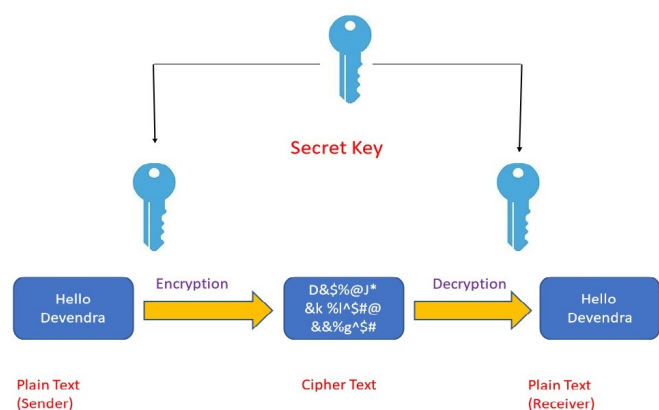 Secret Key
Encryption
Decryption
Hello
Devendra
D&$%@J*
&k %l^$#@
&&%g^$#
Hello
Devendra
Plain Text
(Sender)
Cipher Text
Plain Text
(Receiver)